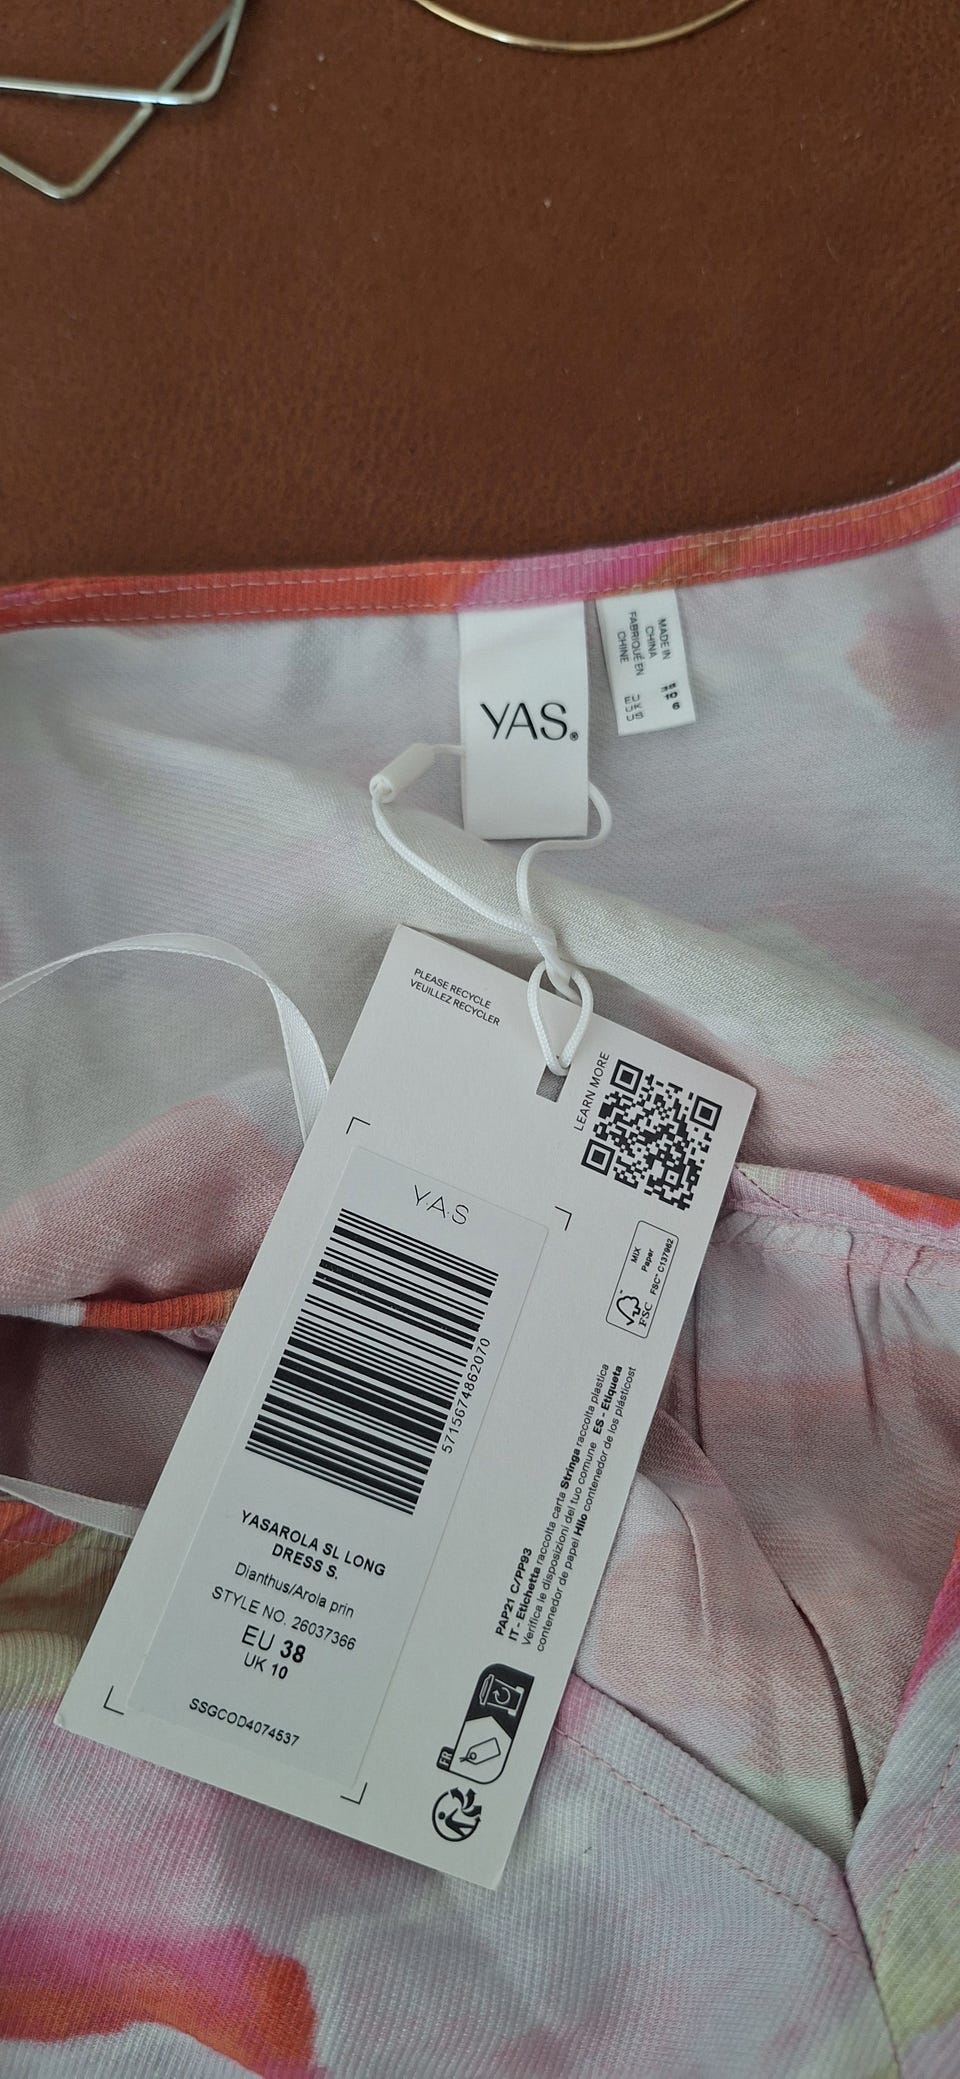 YAS.®
MADE IN
CHINA
FABRIQUÉ EN
CHINE
EU 38
UK 10
US 6
PLEASE RECYCLE
VEUILLEZ RECYCLER
LEARN MORE
MIX
Paper
FSC
FSC™ C137982
Y.A.S
5715674862070
YASAROLA SL LONG
DRESS S.
Dianthus/Arola prin
STYLE NO. 26037366
EU 38
UK 10
SSGCOD4074537
PAP21 C/PP93
IT - Etichetta raccolta carta Stringa raccolta plastica
Verifica le disposizioni del tuo comune ES - Etiqueta
contenedor de papel Hilo contenedor de los plásticost
FR